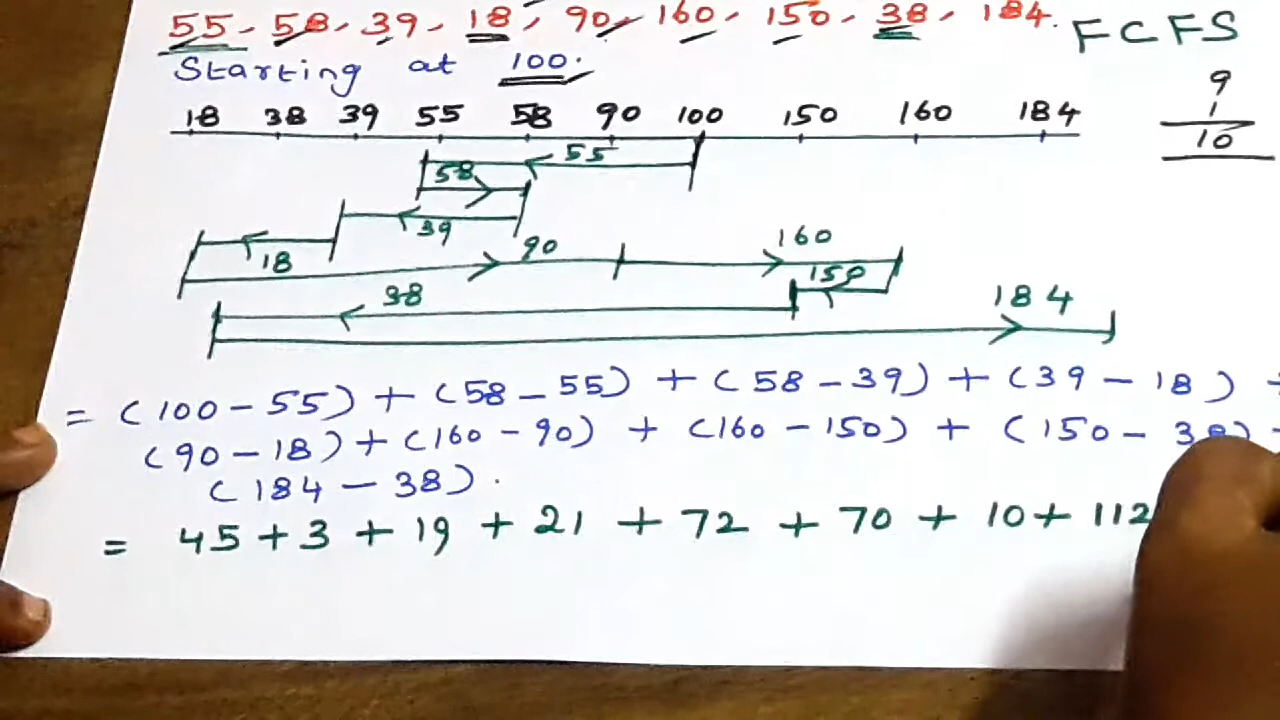 55, 58, 39, 18, 90, 160, 150, 38, 184.
FCFS
Starting at 100.
9
1
10
18 38 39 55 58 90 100 150 160 184
55
58
39
18
90
160
150
38
184
= (100 - 55) + (58 - 55) + (58 - 39) + (39 - 18) +
(90 - 18) + (160 - 90) + (160 - 150) + (150 - 38)
(184 - 38).
= 45 + 3 + 19 + 21 + 72 + 70 + 10 + 112